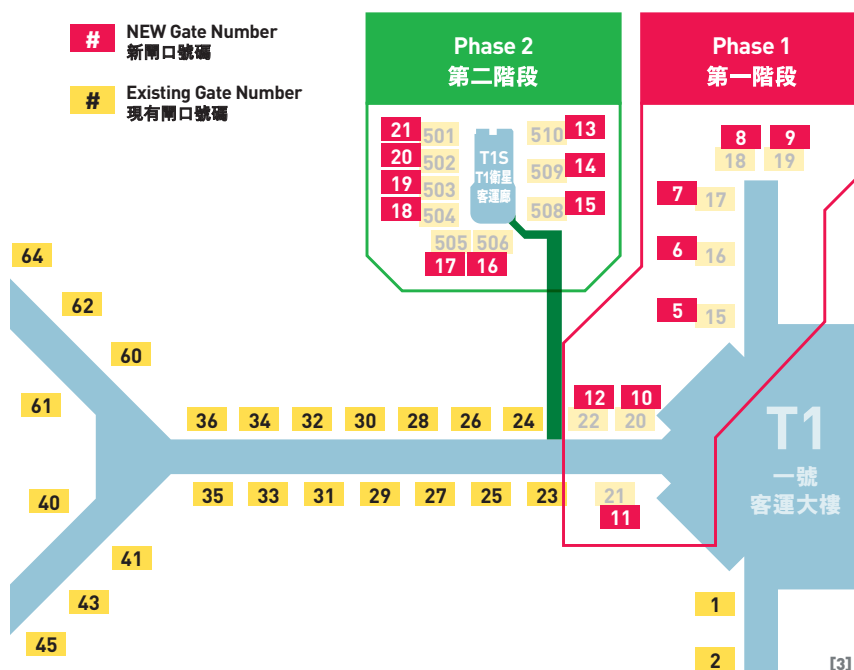 # NEW Gate Number
新閘口號碼
# Existing Gate Number
現有閘口號碼
Phase 2
第二階段
Phase 1
第一階段
21 501
20 502
19 503
18 504
505 506
17 16
T1S
T1衛星
客運廊
510 13
509 14
508 15
8 9
18 19
7 17
6 16
5 15
12 10
22 20
64
62
60
61
36 34 32 30 28 26 24
35 33 31 29 27 25 23
21
11
40
41
43
45
T1
一號
客運大樓
1
2
[3]